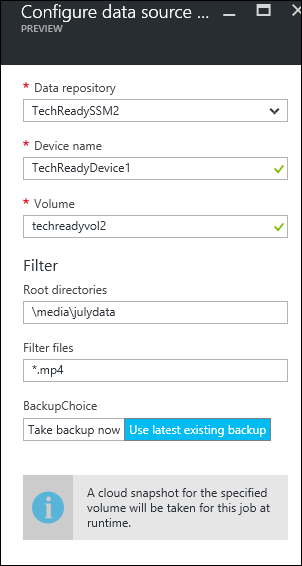 Configure data source ...
PREVIEW
* Data repository
TechReadySSM2
* Device name
TechReadyDevice1
* Volume
techreadyvol2
Filter
Root directories
\media\julydata
Filter files
*.mp4
BackupChoice
Take backup now Use latest existing backup
A cloud snapshot for the specified
volume will be taken for this job at
runtime.